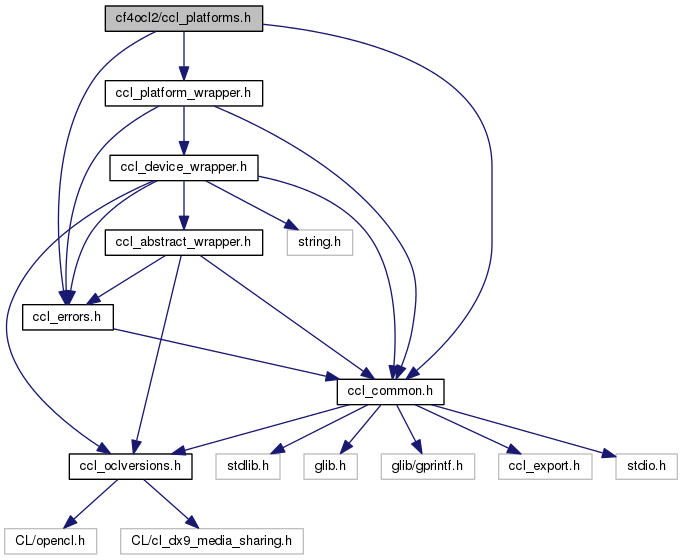 cf4ocl2/ccl_platforms.h
ccl_platform_wrapper.h
ccl_device_wrapper.h
ccl_abstract_wrapper.h
string.h
ccl_errors.h
ccl_common.h
ccl_oclversions.h
stdlib.h
glib.h
glib/gprintf.h
ccl_export.h
stdio.h
CL/opencl.h
CL/cl_dx9_media_sharing.h